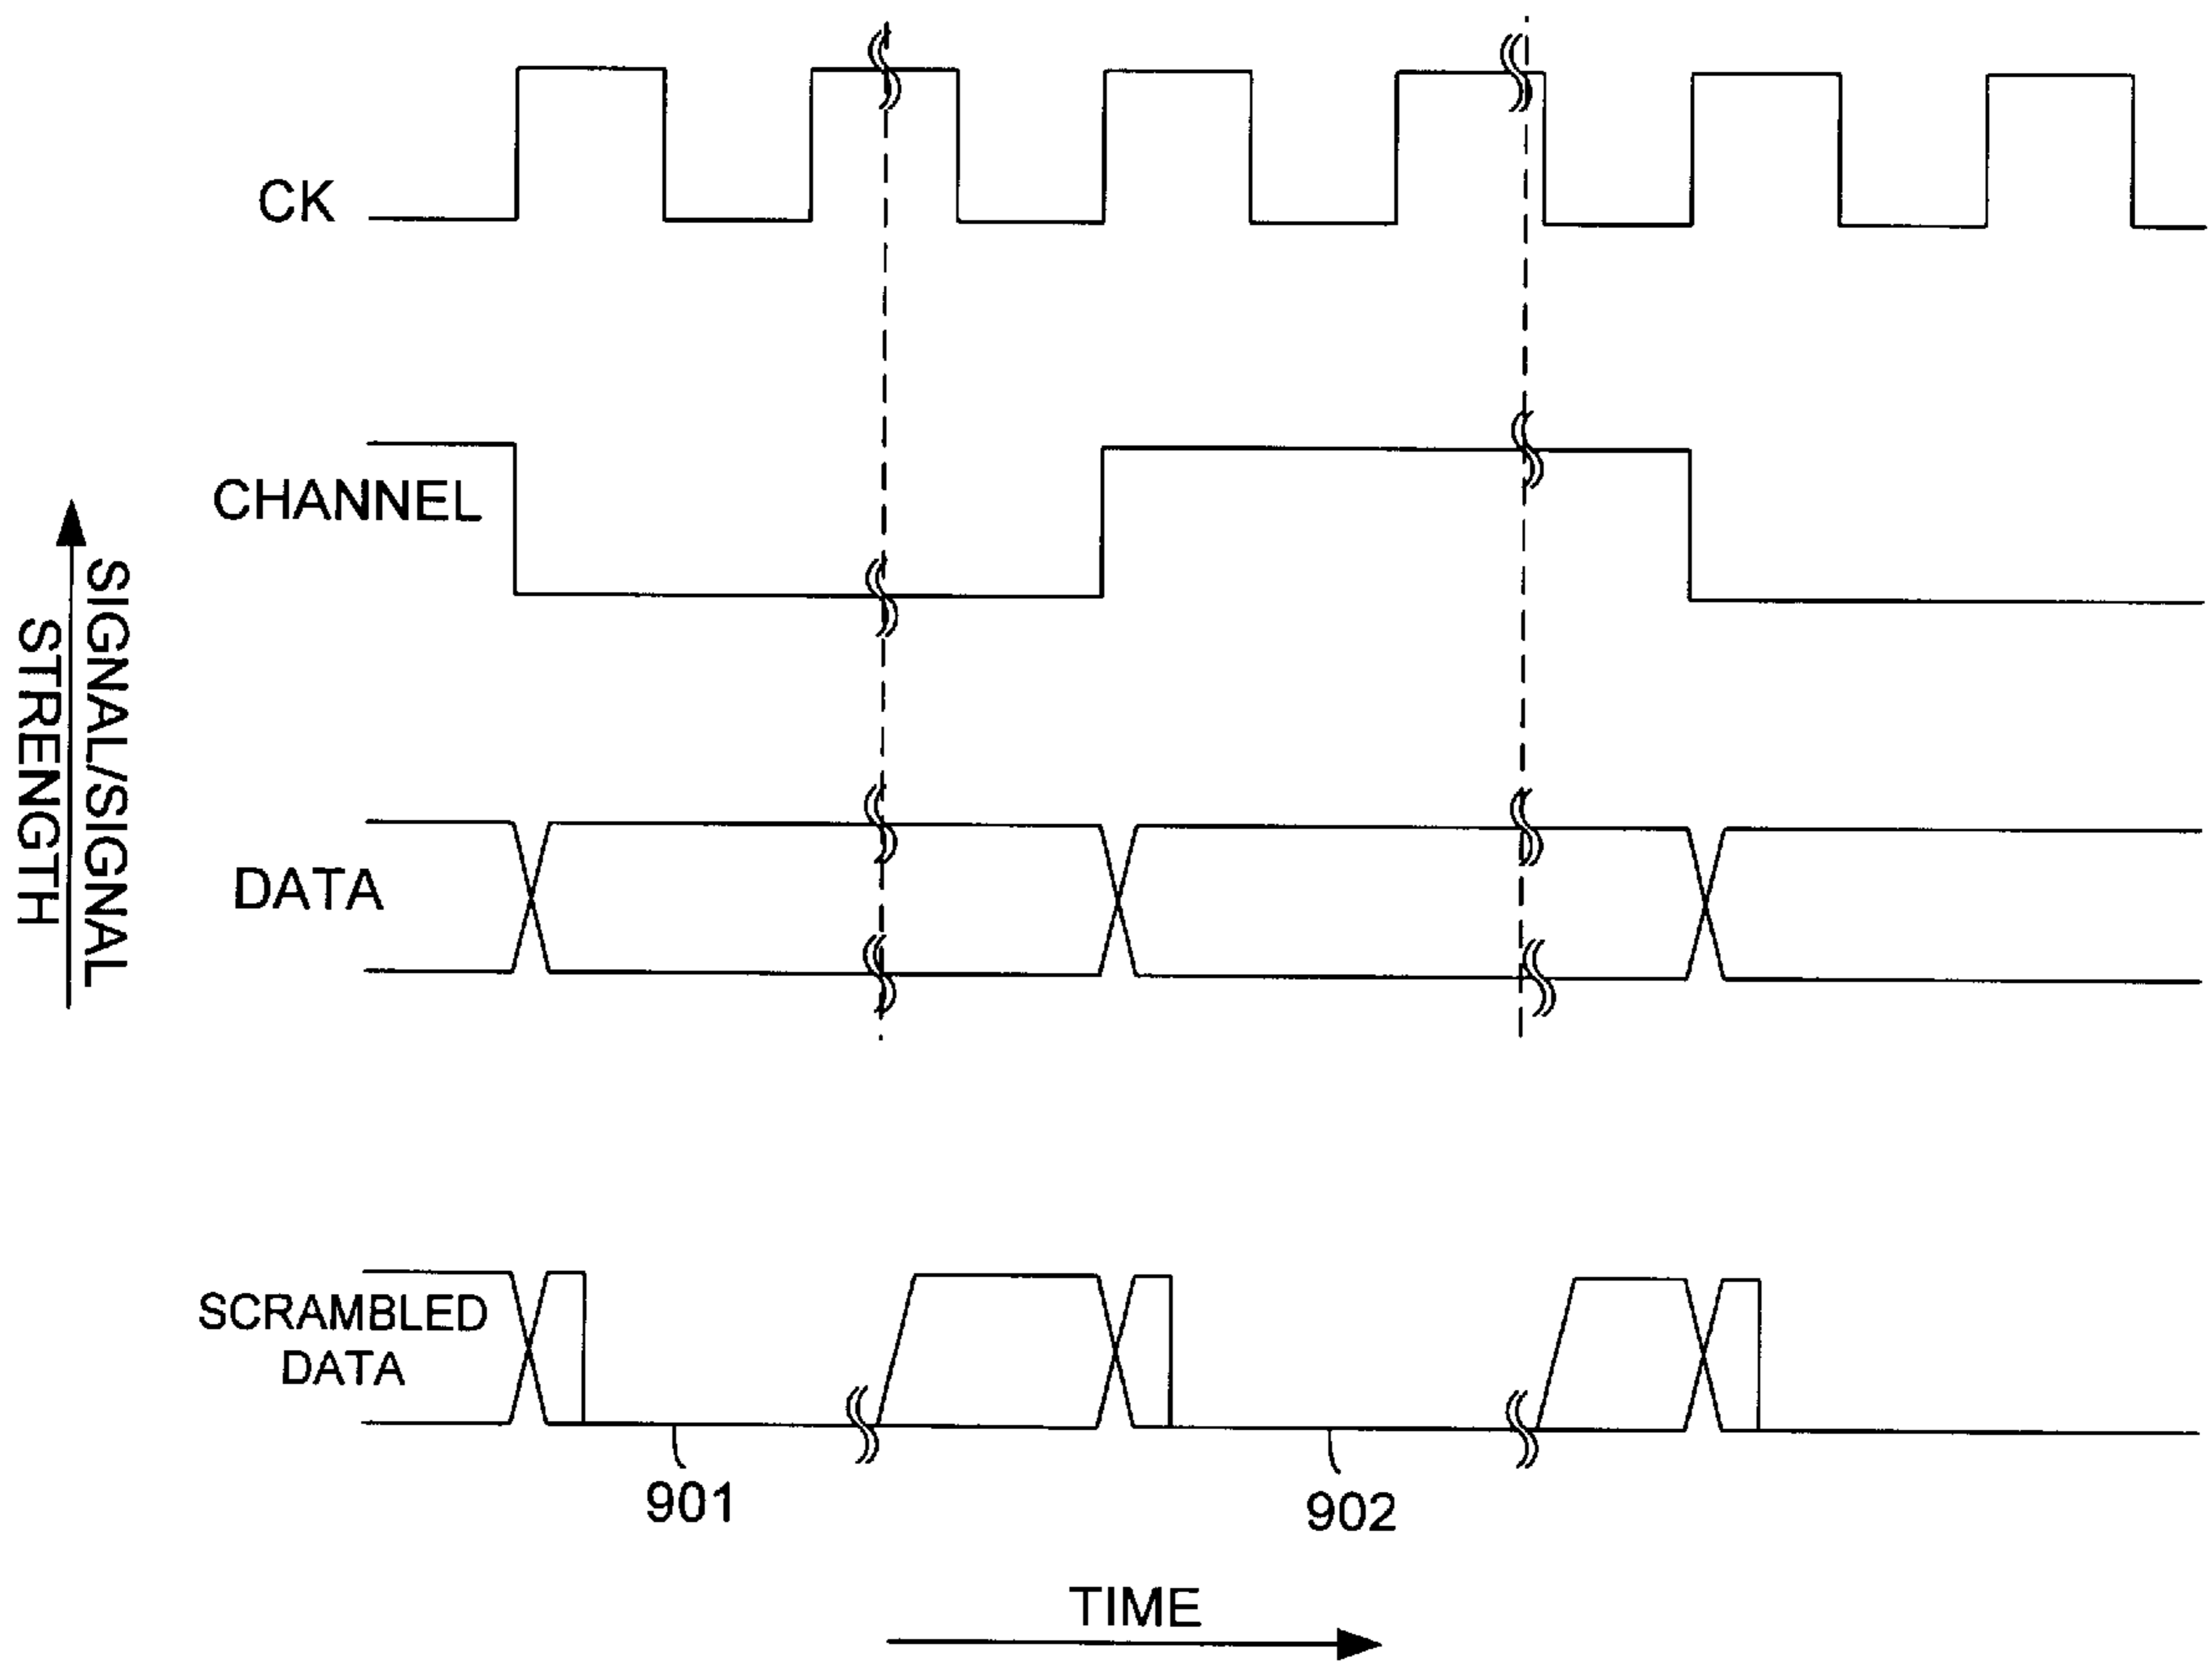 CK
CHANNEL
SIGNAL/SIGNAL
STRENGTH
DATA
SCRAMBLED
DATA
901
902
TIME